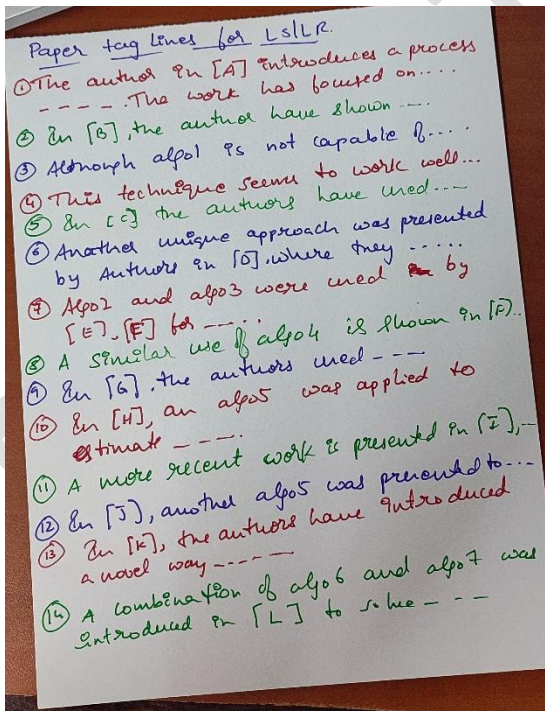 Paper tag Lines for LS/LR.
① The author in [A] introduces a process
– – – – . The work has focused on....
② In [B], the author have shown ....
③ Although algo1 is not capable of....
④ This technique seems to work well...
⑤ In [C] the authors have used....
⑥ Another unique approach was presented
by Authors in [D], where they .....
⑦ Algo2 and algo3 were used by
[E], [E] for – – . . .
⑧ A similar use of algo4 is shown in [F]..
⑨ In [G], the authors used – – –
⑩ In [H], an algo5 was applied to
estimate – – – .
⑪ A more recent work is presented in [I], –
⑫ In [J], another algo5 was presented to...
⑬ In [K], the authors have introduced
a novel way – – – – –
⑭ A combination of algo6 and algo7 was
introduced in [L] to solve – – –